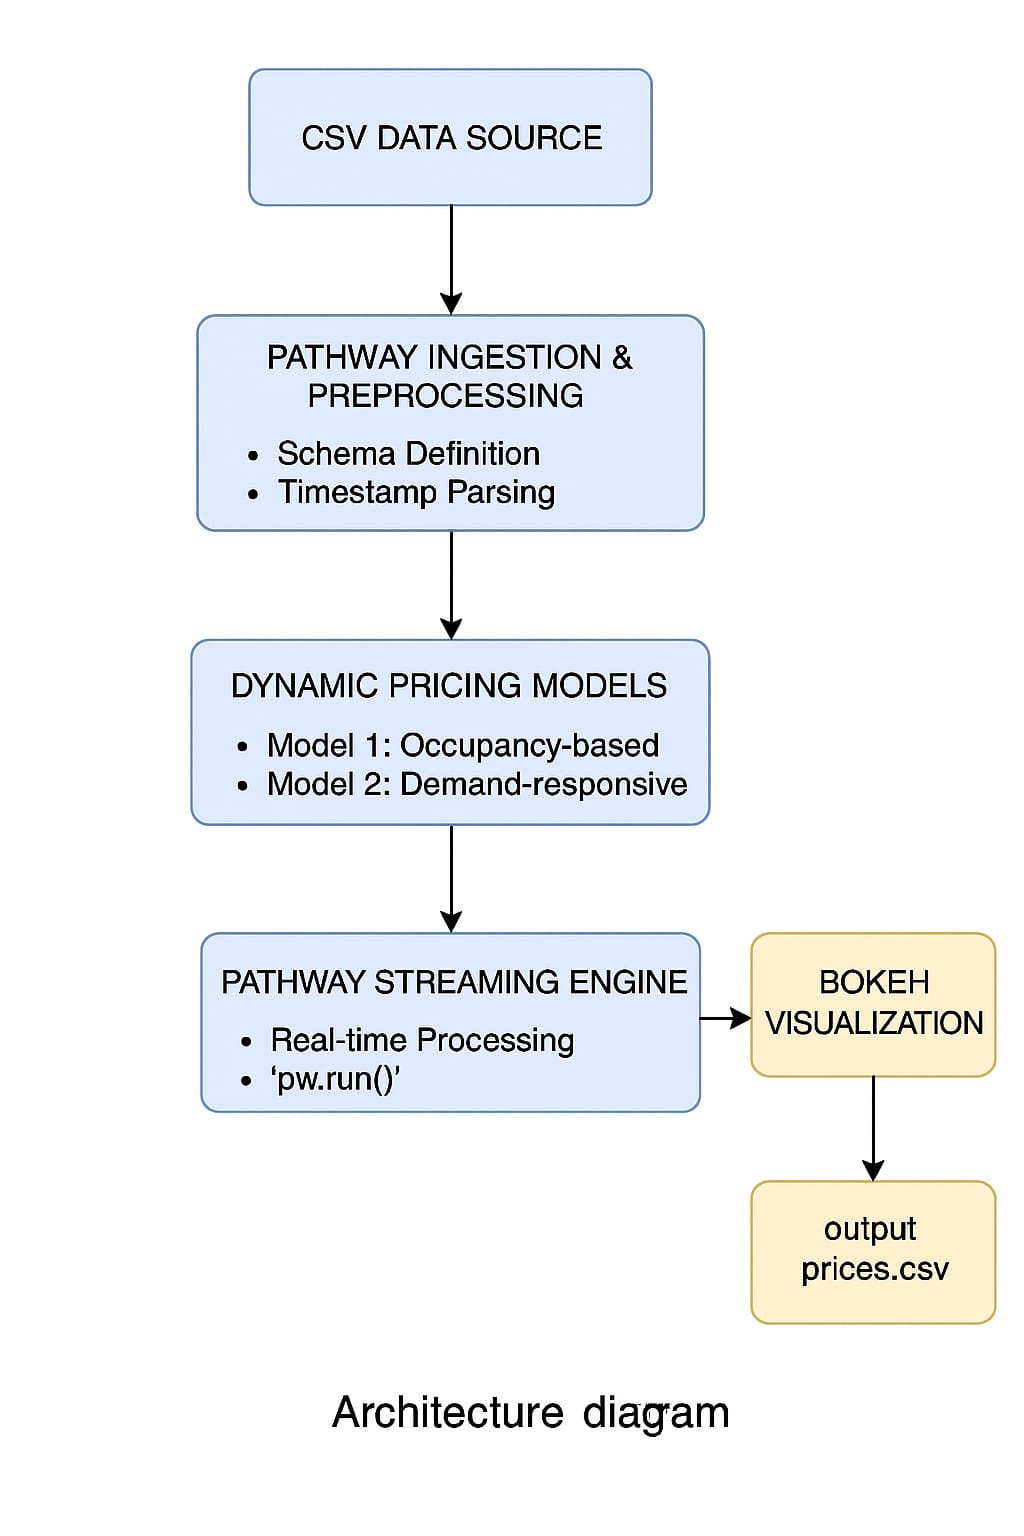 CSV DATA SOURCE
PATHWAY INGESTION &
PREPROCESSING
• Schema Definition
• Timestamp Parsing
DYNAMIC PRICING MODELS
• Model 1: Occupancy-based
• Model 2: Demand-responsive
PATHWAY STREAMING ENGINE
• Real-time Processing
• ‘pw.run()’
BOKEH
VISUALIZATION
output
prices.csv
Architecture diagram